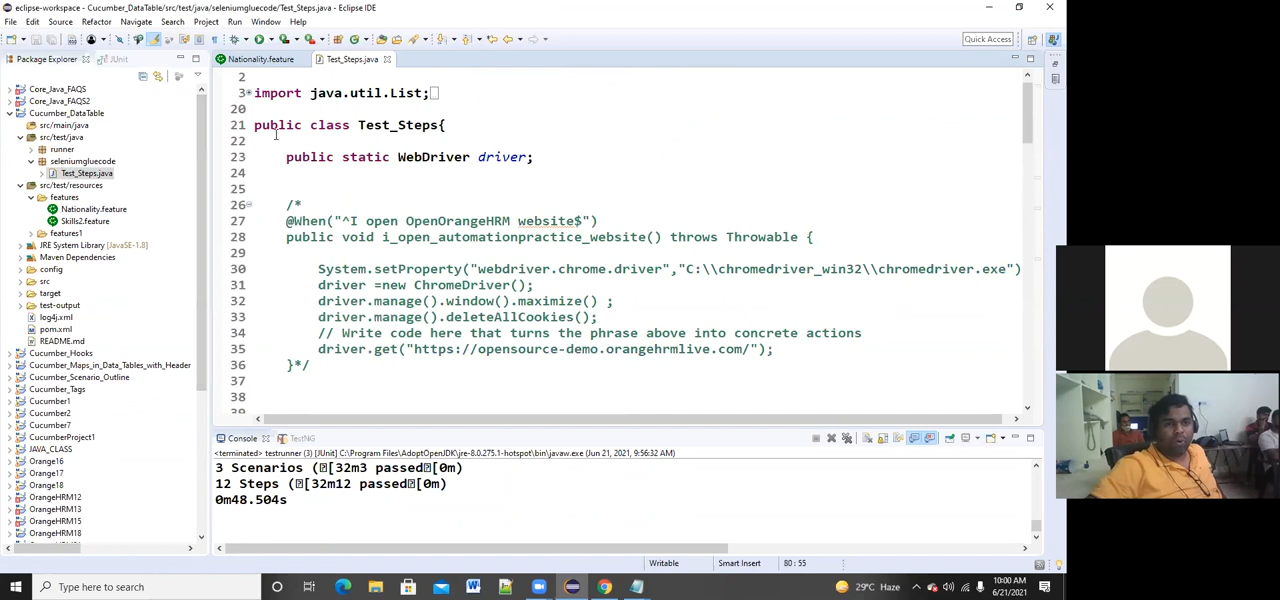 eclipse-workspace - Cucumber_DataTable/src/test/java/seleniumgluecode/Test_Steps.java - Eclipse IDE
File Edit Source Refactor Navigate Search Project Run Window Help
Quick Access
Package Explorer
JUnit
Core_Java_FAQS
Core_Java_FAQS2
Cucumber_DataTable
src/main/java
src/test/java
runner
seleniumgluecode
Test_Steps.java
src/test/resources
features
Nationality.feature
Skills2.feature
features1
JRE System Library [JavaSE-1.8]
Maven Dependencies
config
src
target
test-output
log4j.xml
pom.xml
README.md
Cucumber_Hooks
Cucumber_Maps_in_Data_Tables_with_Header
Cucumber_Scenario_Outline
Cucumber_Tags
Cucumber1
Cucumber2
Cucumber7
CucumberProject1
JAVA_CLASS
Orange16
Orange17
Orange18
OrangeHRM12
OrangeHRM13
OrangeHRM15
OrangeHRM18
Nationality.feature
Test_Steps.java
2
3 import java.util.List;
20
21 public class Test_Steps{
22
23 public static WebDriver driver;
24
25
26 /*
27 @When("^I open OpenOrangeHRM website$")
28 public void i_open_automationpractice_website() throws Throwable {
29
30 System.setProperty("webdriver.chrome.driver","C:\\chromedriver_win32\\chromedriver.exe")
31 driver =new ChromeDriver();
32 driver.manage().window().maximize() ;
33 driver.manage().deleteAllCookies();
34 // Write code here that turns the phrase above into concrete actions
35 driver.get("https://opensource-demo.orangehrmlive.com/");
36 }*/
37
38
Console
TestNG
<terminated> testrunner (3) [JUnit] C:\Program Files\AdoptOpenJDK\jre-8.0.275.1-hotspot\bin\javaw.exe (Jun 21, 2021, 9:56:32 AM)
3 Scenarios ([32m3 passed[0m)
12 Steps ([32m12 passed[0m)
0m48.504s
Writable
Smart Insert
80 : 55
Type here to search
29°C Haze
10:00 AM
6/21/2021